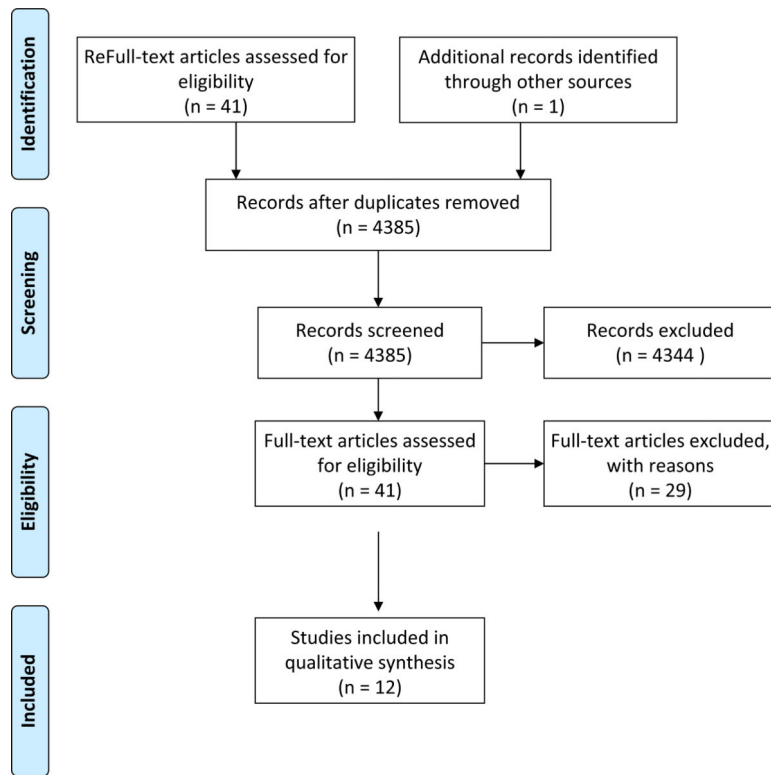 Identification
ReFull-text articles assessed for
eligibility
(n = 41)
Additional records identified
through other sources
(n = 1)
Records after duplicates removed
(n = 4385)
Screening
Records screened
(n = 4385)
Records excluded
(n = 4344 )
Eligibility
Full-text articles assessed
for eligibility
(n = 41)
Full-text articles excluded,
with reasons
(n = 29)
Included
Studies included in
qualitative synthesis
(n = 12)